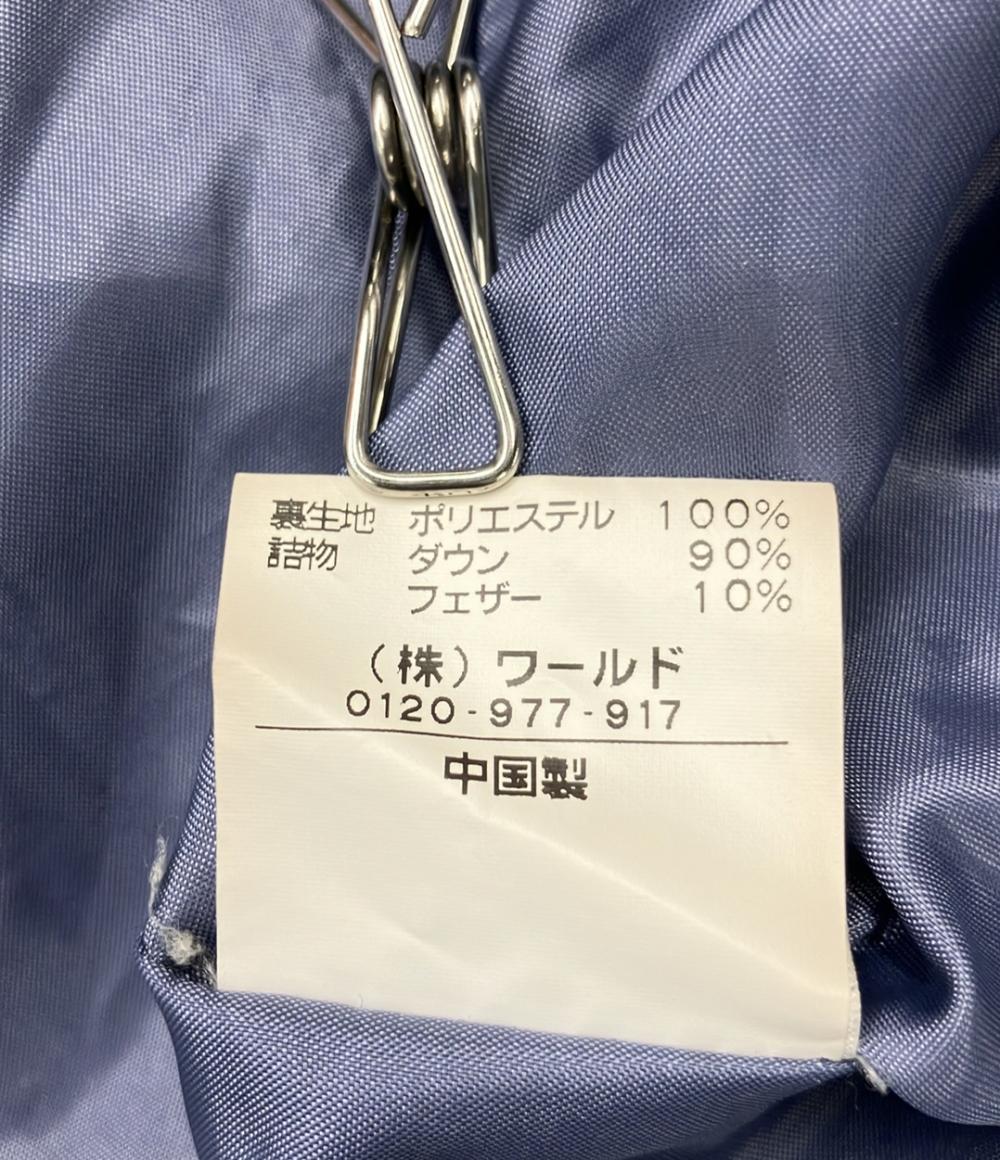 裏生地 ポリエステル 100%
詰物 ダウン 90%
フェザー 10%
(株)ワールド
0120-977-917
中国製